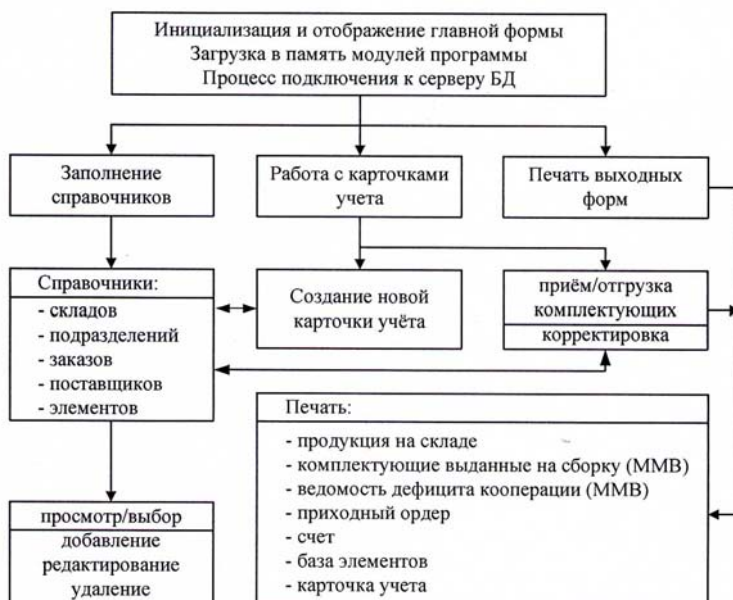 Инициализация и отображение главной формы
Загрузка в память модулей программы
Процесс подключения к серверу БД
Заполнение
справочников
Работа с карточками
учета
Печать выходных
форм
Справочники:
- складов
- подразделений
- заказов
- поставщиков
- элементов
Создание новой
карточки учёта
приём/отгрузка
комплектующих
корректировка
Печать:
- продукция на складе
- комплектующие выданные на сборку (ММВ)
- ведомость дефицита кооперации (ММВ)
- приходный ордер
- счет
- база элементов
- карточка учета
просмотр/выбор
добавление
редактирование
удаление